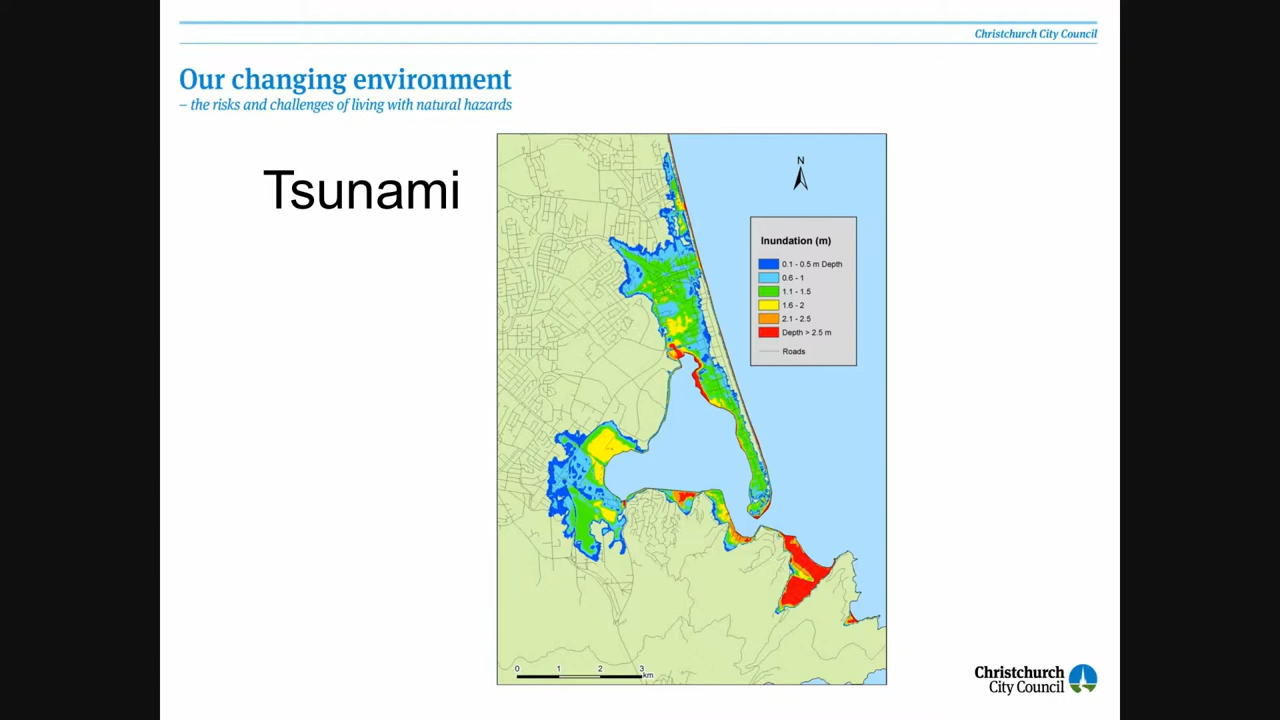 Christchurch City Council
Our changing environment
– the risks and challenges of living with natural hazards
Tsunami
N
Inundation (m)
0.1 - 0.5 m Depth
0.6 - 1
1.1 - 1.5
1.6 - 2
2.1 - 2.5
Depth > 2.5 m
Roads
0 1 2 3
km
Christchurch
City Council